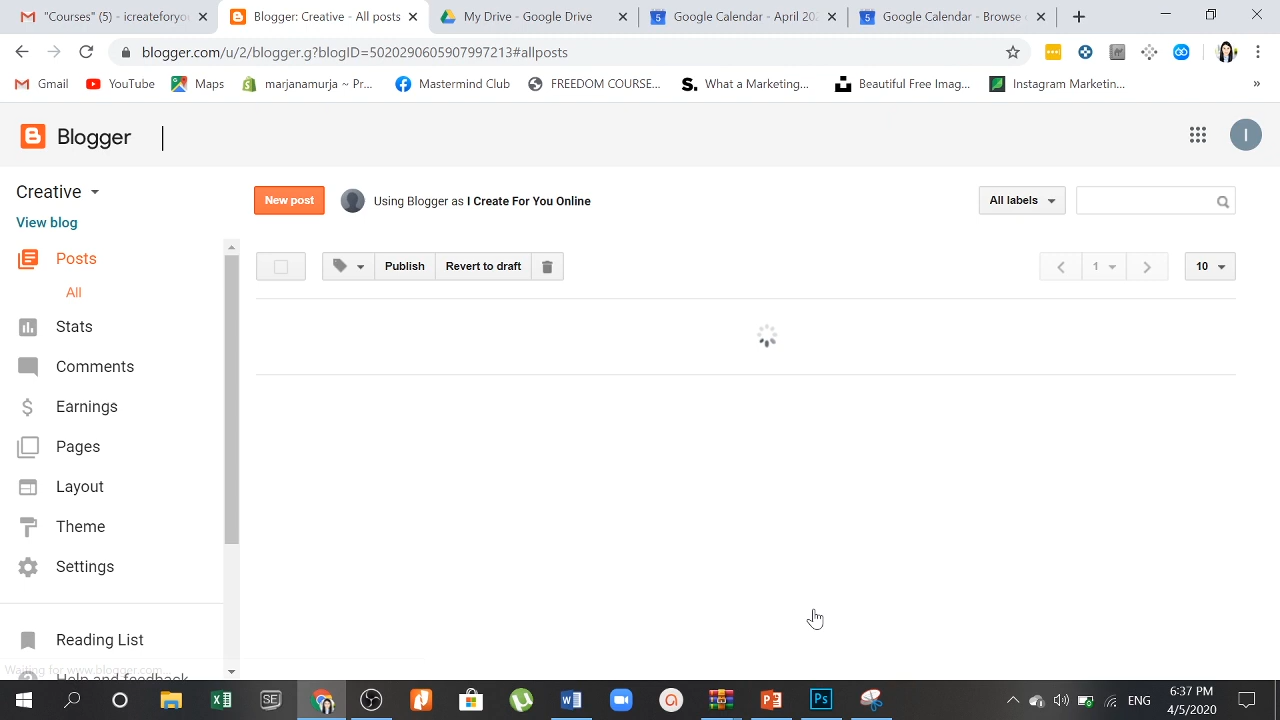 "Courses" (5) - icreateforyo
Blogger: Creative - All posts
My Drive - Google Drive
Google Calendar - April 202
Google Calendar - Browse
blogger.com/u/2/blogger.g?blogID=5020290605907997213#allposts
Gmail
YouTube
Maps
marjanamurja ~ Pr...
Mastermind Club
FREEDOM COURSE...
What a Marketing...
Beautiful Free Imag...
Instagram Marketin...
»
Blogger
I
Creative
New post
Using Blogger as I Create For You Online
All labels
View blog
Posts
Publish
Revert to draft
1
10
All
Stats
Comments
Earnings
Pages
Layout
Theme
Settings
Reading List
Waiting for www.blogger.com...
Help and feedback
ENG
6:37 PM
4/5/2020